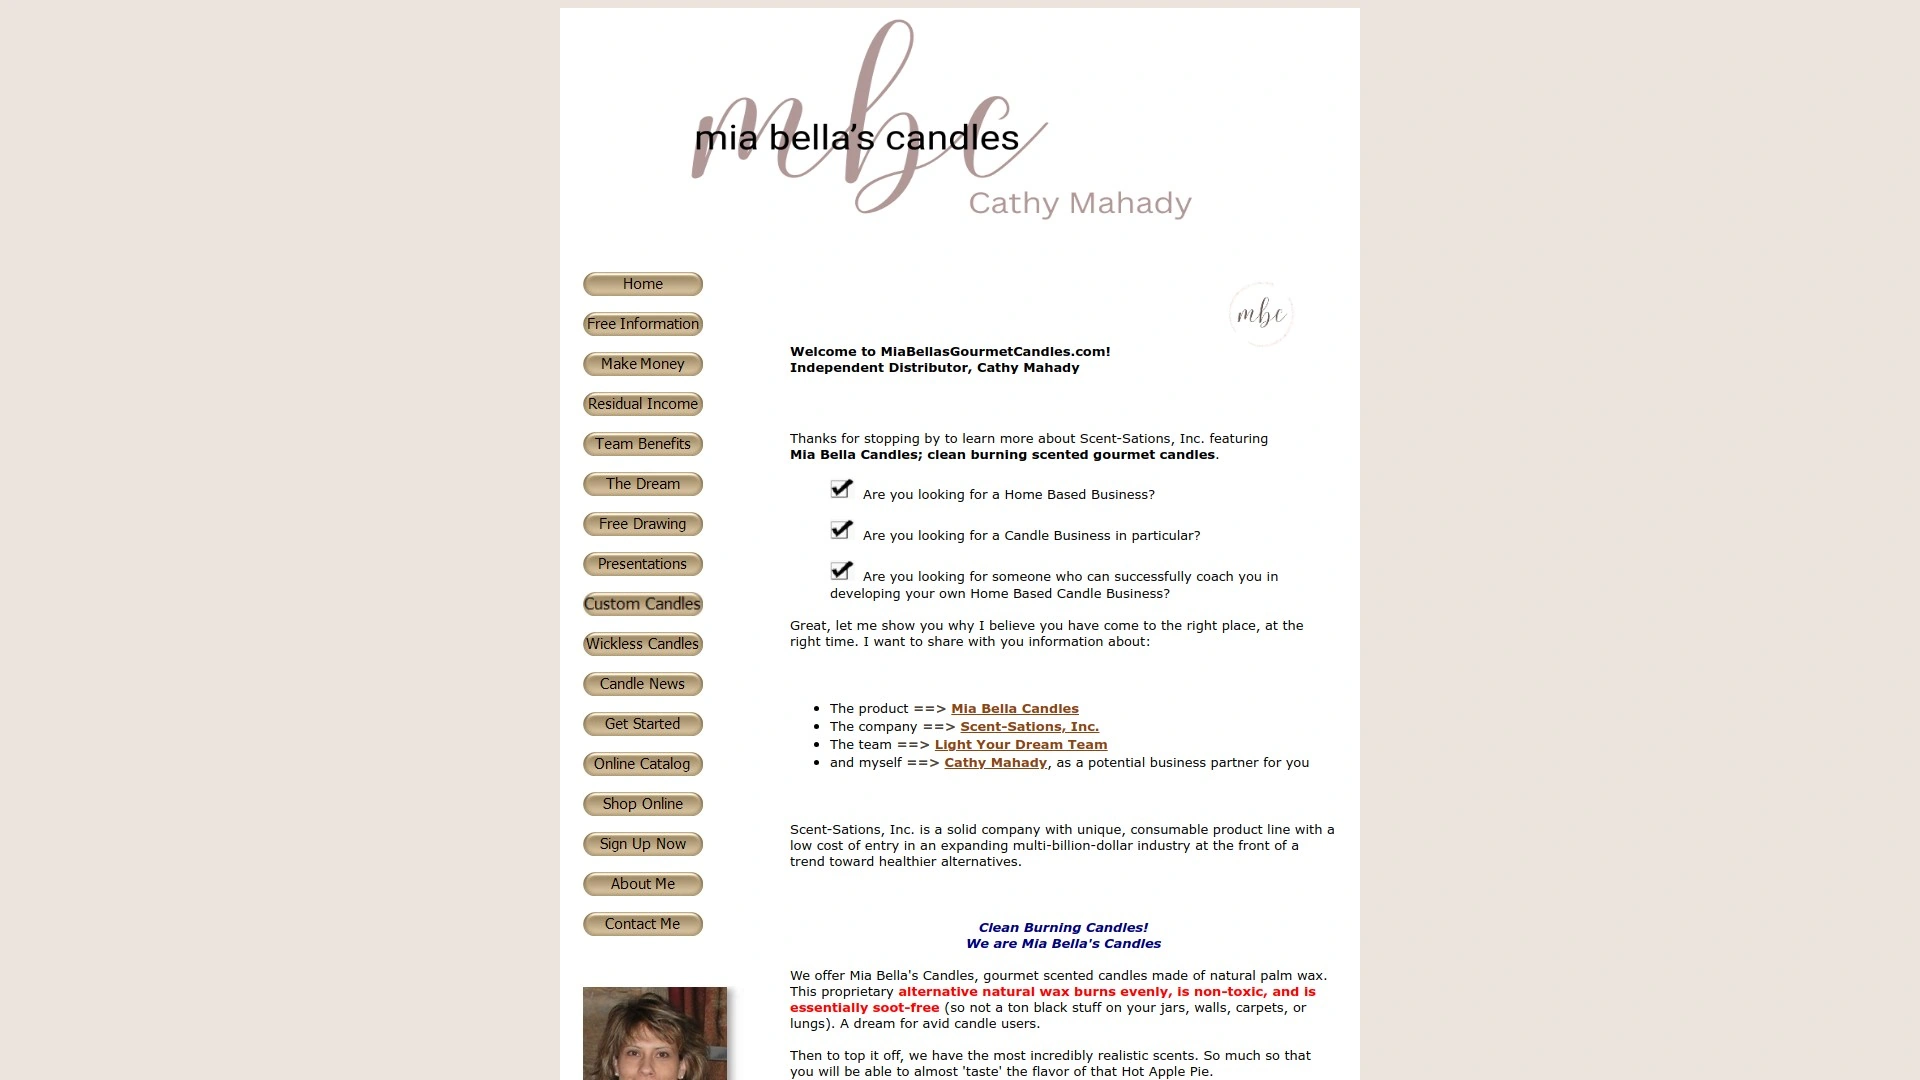 mbc
mia bella's candles
Cathy Mahady
Home
Free Information
Make Money
Residual Income
Team Benefits
The Dream
Free Drawing
Presentations
Custom Candles
Wickless Candles
Candle News
Get Started
Online Catalog
Shop Online
Sign Up Now
About Me
Contact Me
mbc
Welcome to MiaBellasGourmetCandles.com!
Independent Distributor, Cathy Mahady
Thanks for stopping by to learn more about Scent-Sations, Inc. featuring
Mia Bella Candles; clean burning scented gourmet candles.
Are you looking for a Home Based Business?
Are you looking for a Candle Business in particular?
Are you looking for someone who can successfully coach you in
developing your own Home Based Candle Business?
Great, let me show you why I believe you have come to the right place, at the
right time. I want to share with you information about:
• The product ==> Mia Bella Candles
• The company ==> Scent-Sations, Inc.
• The team ==> Light Your Dream Team
• and myself ==> Cathy Mahady, as a potential business partner for you
Scent-Sations, Inc. is a solid company with unique, consumable product line with a
low cost of entry in an expanding multi-billion-dollar industry at the front of a
trend toward healthier alternatives.
Clean Burning Candles!
We are Mia Bella's Candles
We offer Mia Bella's Candles, gourmet scented candles made of natural palm wax.
This proprietary alternative natural wax burns evenly, is non-toxic, and is
essentially soot-free (so not a ton black stuff on your jars, walls, carpets, or
lungs). A dream for avid candle users.
Then to top it off, we have the most incredibly realistic scents. So much so that
you will be able to almost 'taste' the flavor of that Hot Apple Pie.